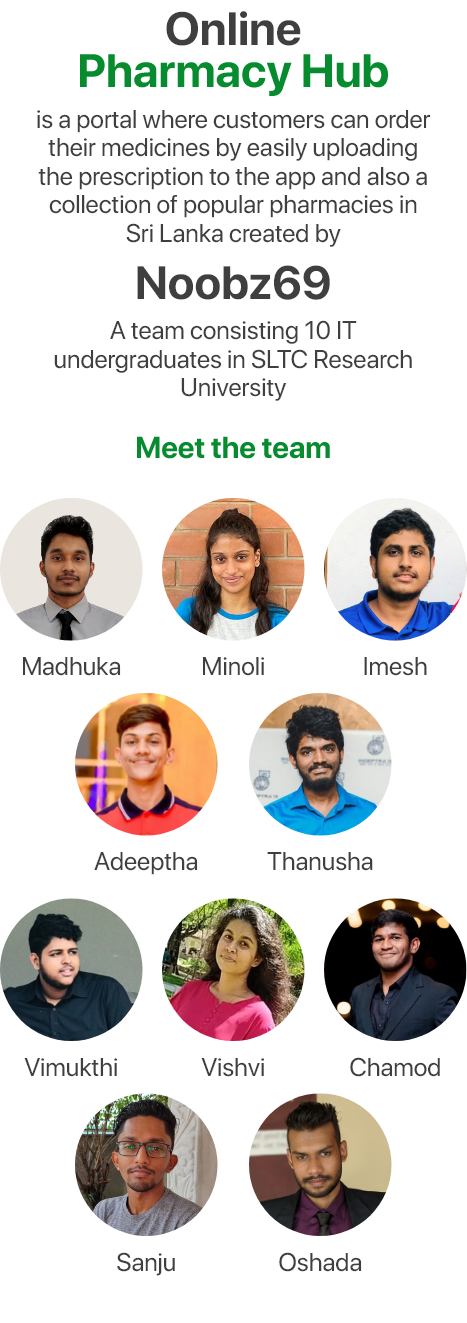 Online
Pharmacy Hub
is a portal where customers can order
their medicines by easily uploading
the prescription to the app and also a
collection of popular pharmacies in
Sri Lanka created by
Noobz69
A team consisting 10 IT
undergraduates in SLTC Research
University
Meet the team
Madhuka Minoli Imesh
Adeeptha Thanusha
Vimukthi Vishvi Chamod
Sanju Oshada